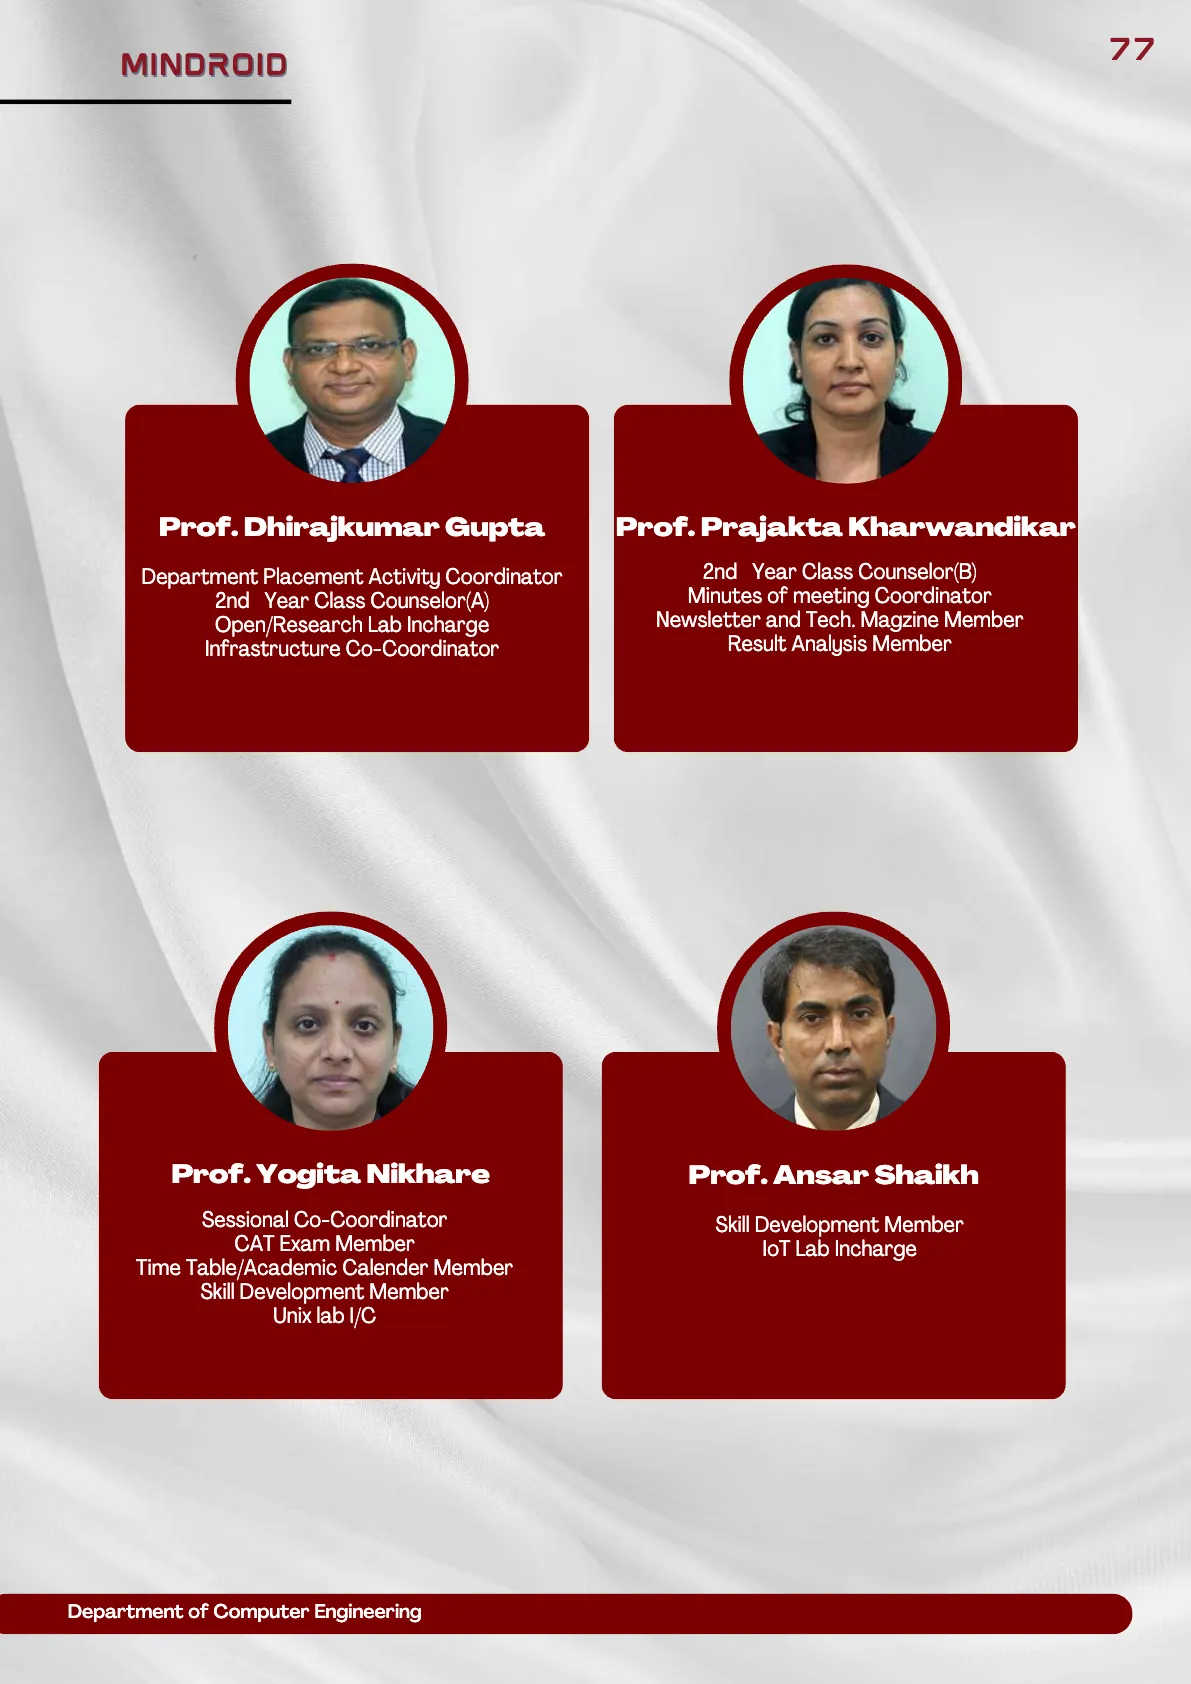 MINDROID
77
Prof. Dhirajkumar Gupta
Department Placement Activity Coordinator
2nd Year Class Counselor(A)
Open/Research Lab Incharge
Infrastructure Co-Coordinator
Prof. Prajakta Kharwandikar
2nd Year Class Counselor(B)
Minutes of meeting Coordinator
Newsletter and Tech. Magzine Member
Result Analysis Member
Prof. Yogita Nikhare
Sessional Co-Coordinator
CAT Exam Member
Time Table/Academic Calender Member
Skill Development Member
Unix lab I/C
Prof. Ansar Shaikh
Skill Development Member
IoT Lab Incharge
Department of Computer Engineering